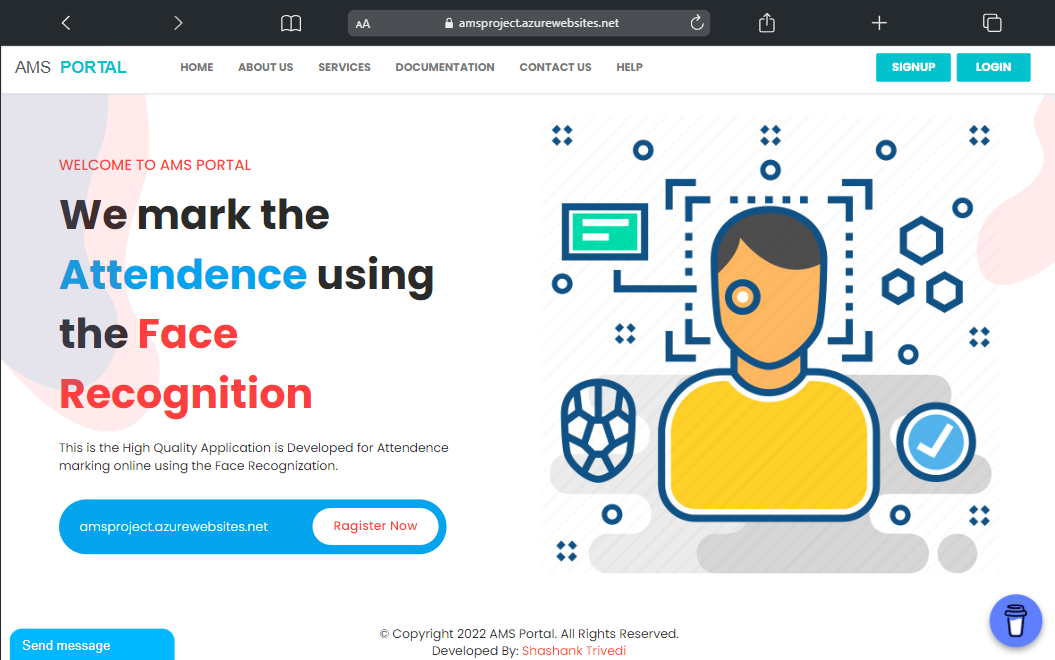 AA amsproject.azurewebsites.net
AMS PORTAL HOME ABOUT US SERVICES DOCUMENTATION CONTACT US HELP SIGNUP LOGIN
WELCOME TO AMS PORTAL
We mark the
Attendence using
the Face
Recognition
This is the High Quality Application is Developed for Attendence
marking online using the Face Recognization.
amsproject.azurewebsites.net Ragister Now
© Copyright 2022 AMS Portal. All Rights Reserved.
Developed By: Shashank Trivedi
Send message